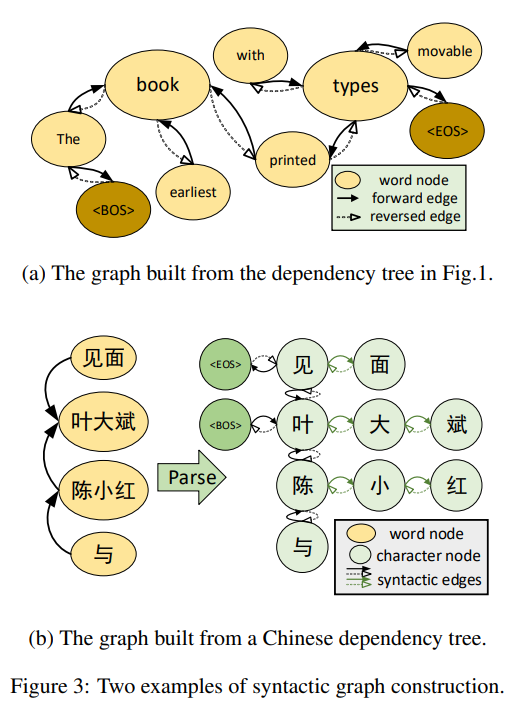 with
movable
book
types
The
<EOS>
printed
<BOS>
earliest
word node
forward edge
reversed edge
(a) The graph built from the dependency tree in Fig.1.
见面
<EOS>
见
面
叶大斌
<BOS>
叶
大
斌
Parse
陈小红
陈
小
红
与
与
word node
character node
syntactic edges
(b) The graph built from a Chinese dependency tree.
Figure 3: Two examples of syntactic graph construction.